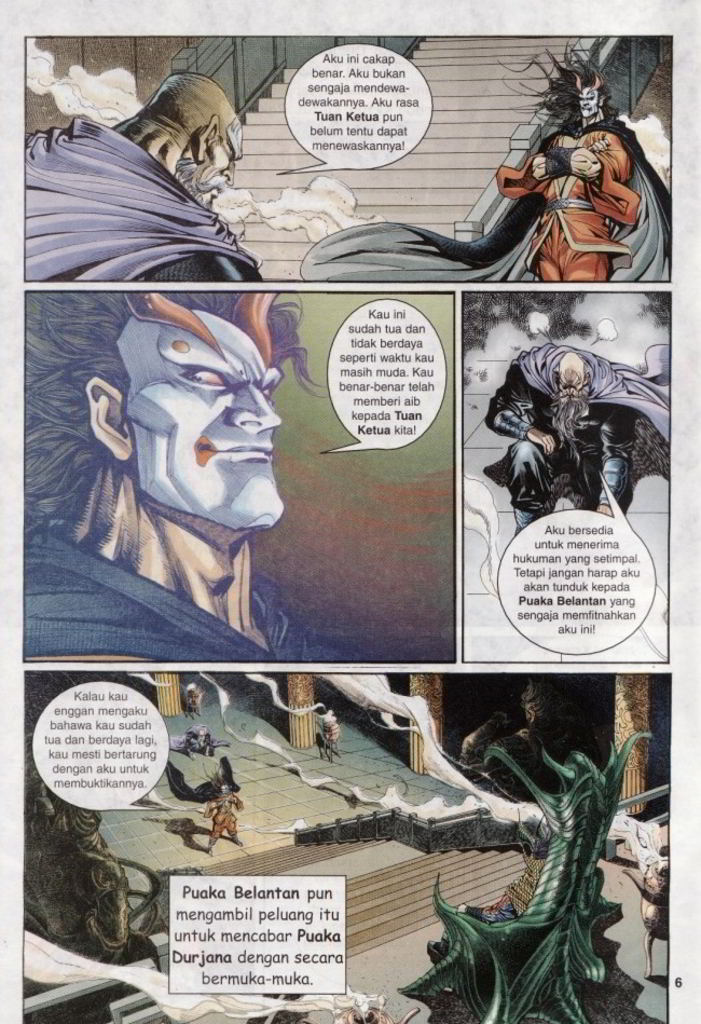 Aku ini cakap
benar. Aku bukan
sengaja mendewa-
dewakannya. Aku rasa
Tuan Ketua pun
belum tentu dapat
menewaskannya!
Kau ini
sudah tua dan
tidak berdaya
seperti waktu kau
masih muda. Kau
benar-benar telah
memberi aib
kepada Tuan
Ketua kita!
Aku bersedia
untuk menerima
hukuman yang setimpal.
Tetapi jangan harap aku
akan tunduk kepada
Puaka Belantan yang
sengaja memfitnahkan
aku ini!
Kalau kau
enggan mengaku
bahawa kau sudah
tua dan berdaya lagi,
kau mesti bertarung
dengan aku untuk
membuktikannya.
Puaka Belantan pun
mengambil peluang itu
untuk mencabar Puaka
Durjana dengan secara
bermuka-muka.
6